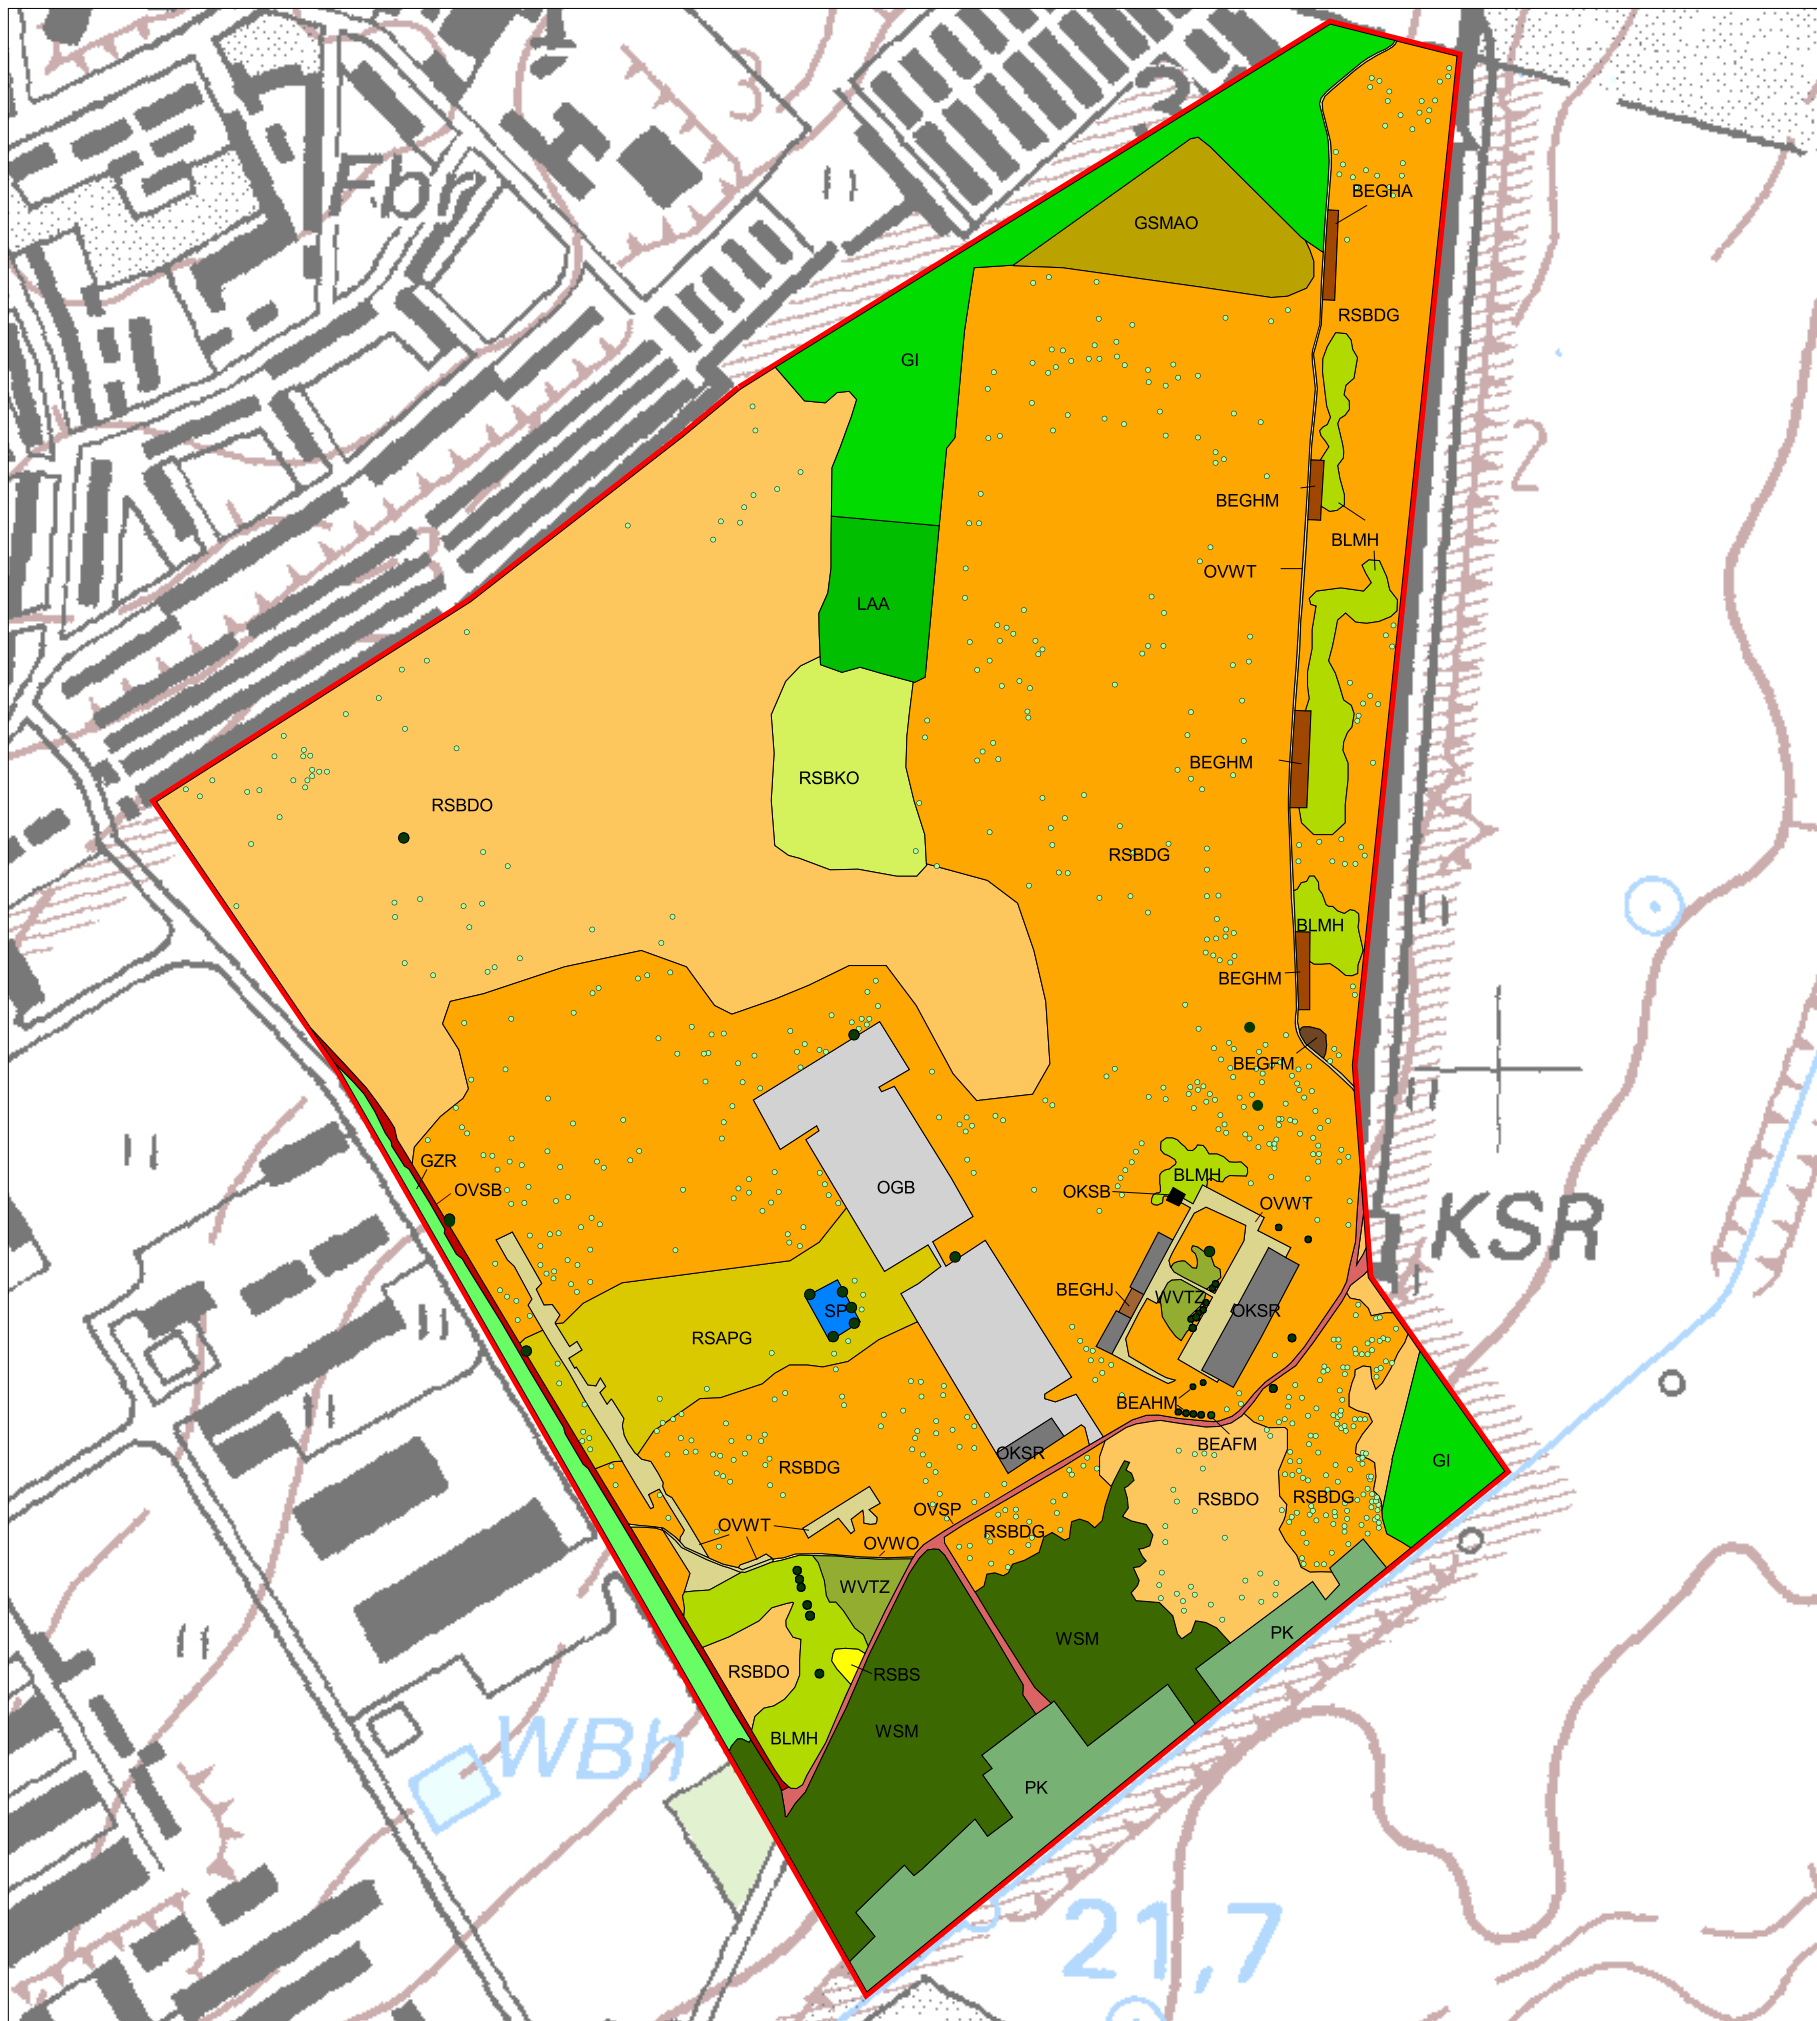 Fbr
BEGHA
GSMAO
RSBDG
GI
BEGHM
BLMH
OVWT
LAA
RSBKO
BEGHM
RSBDO
RSBDG
BLMH
BEGHM
BEGFM
GZR
OVSB
OGB
BLMH
OKSB
OVWT
KSR
BEGHJ
WVTZ
SP
OKSR
RSAPG
BEAHM
BEAFM
OKSR
GI
RSBDG
RSBDO
RSBDG
OVSP
OVWT
RSBDG
OVWO
WVTZ
WSM
PK
RSBDO
RSBS
WSM
BLMH
WBh
PK
21,7
2